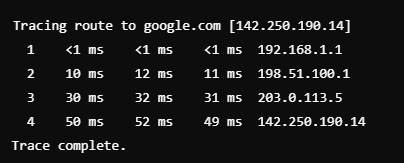 Tracing route to google.com [142.250.190.14]
1 <1 ms <1 ms <1 ms 192.168.1.1
2 10 ms 12 ms 11 ms 198.51.100.1
3 30 ms 32 ms 31 ms 203.0.113.5
4 50 ms 52 ms 49 ms 142.250.190.14
Trace complete.